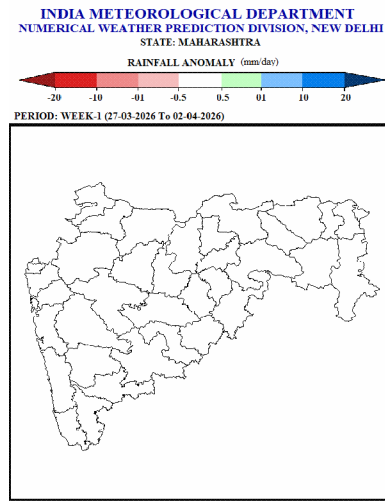 INDIA METEOROLOGICAL DEPARTMENT
NUMERICAL WEATHER PREDICTION DIVISION, NEW DELHI
STATE: MAHARASHTRA
RAINFALL ANOMALY (mm/day)
-20 -10 -01 -0.5 0.5 01 10 20
PERIOD: WEEK-1 (27-03-2026 To 02-04-2026)